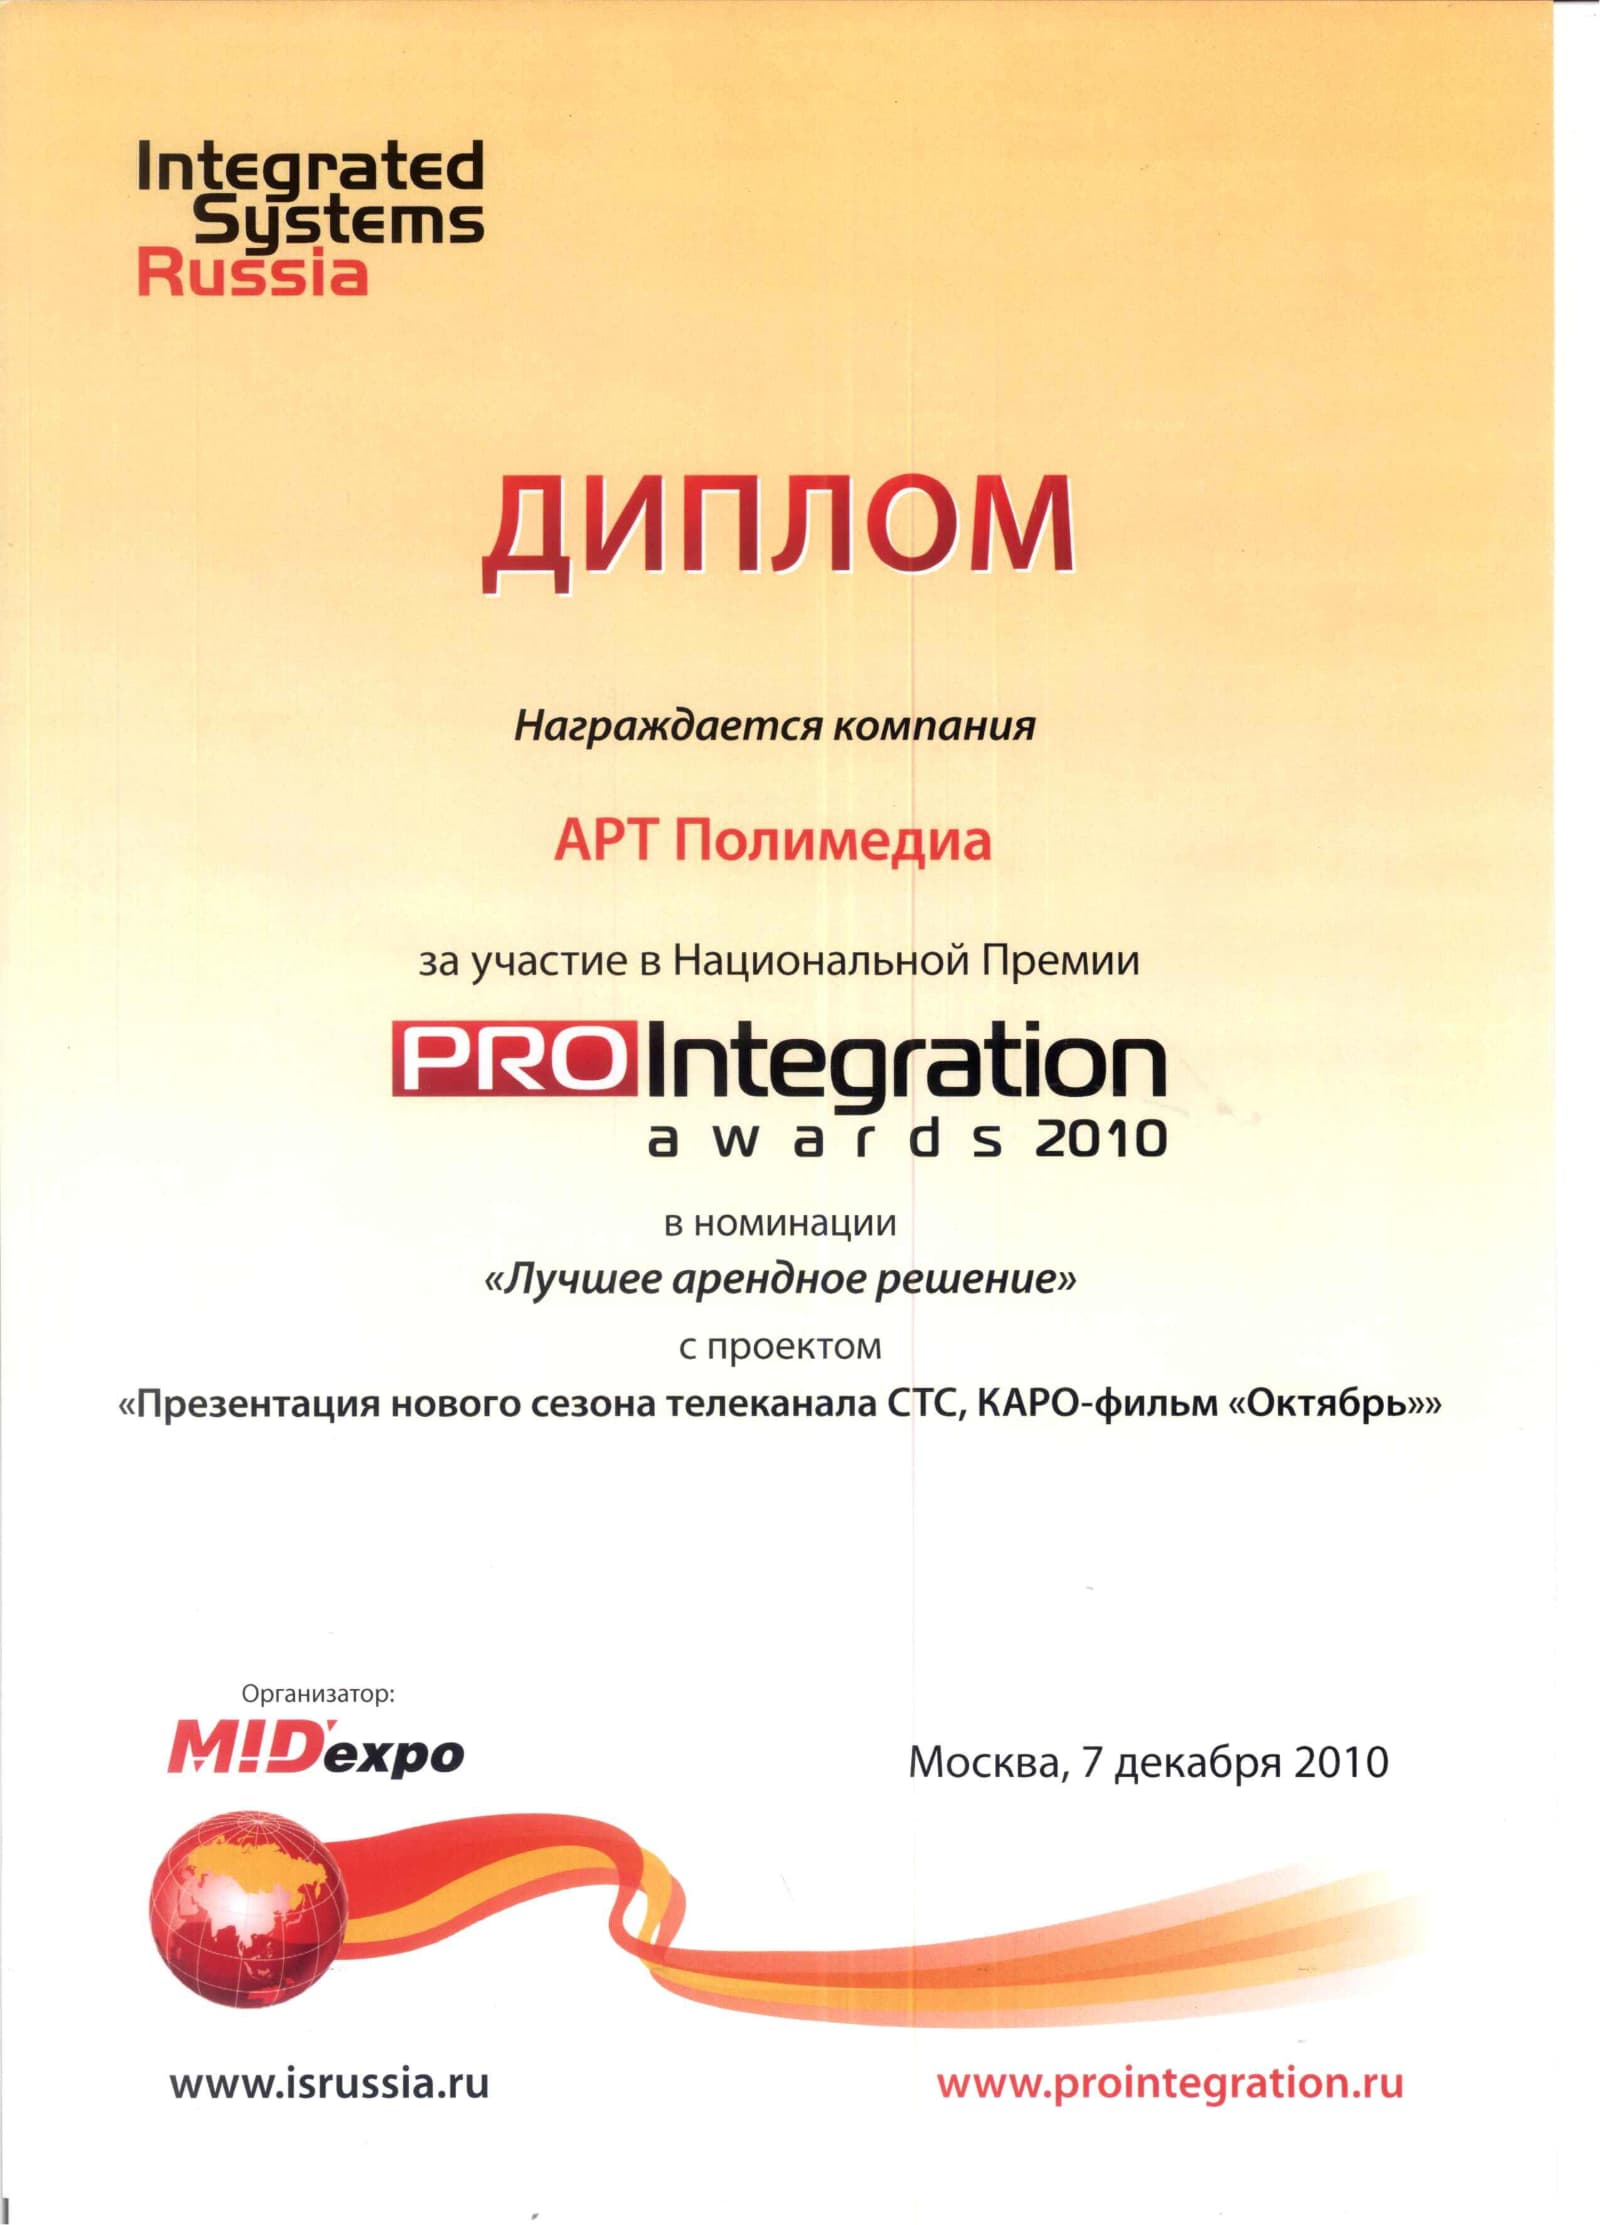 Integrated
Systems
Russia
ДИПЛОМ
Награждается компания
АРТ Полимедиа
за участие в Национальной Премии
PROIntegration
awards 2010
в номинации
«Лучшее арендное решение»
с проектом
«Презентация нового сезона телеканала СТС, КАРО-фильм «Октябрь»»
Организатор:
M!D'expo
Москва, 7 декабря 2010
www.isrussia.ru
www.prointegration.ru